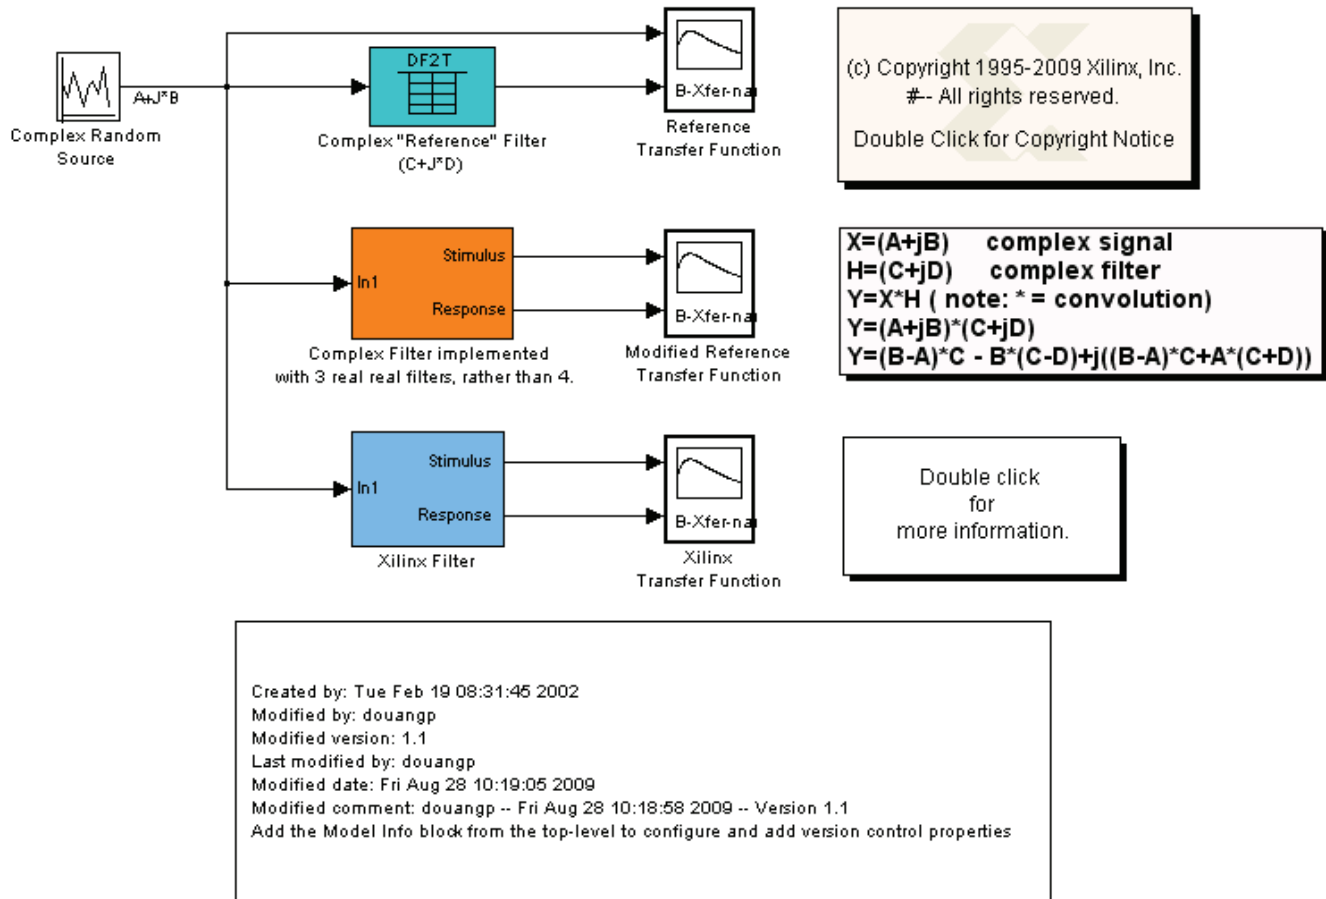 A+J*B
Complex Random
Source
DF2T
Complex "Reference" Filter
(C+J*D)
B-Xfer-nai
Reference
Transfer Function
(c) Copyright 1995-2009 Xilinx, Inc.
#-- All rights reserved.
Double Click for Copyright Notice
In1
Stimulus
Response
Complex Filter implemented
with 3 real real filters, rather than 4.
B-Xfer-nai
Modified Reference
Transfer Function
X=(A+jB) complex signal
H=(C+jD) complex filter
Y=X*H ( note: * = convolution)
Y=(A+jB)*(C+jD)
Y=(B-A)*C - B*(C-D)+j((B-A)*C+A*(C+D))
In1
Stimulus
Response
Xilinx Filter
B-Xfer-nai
Xilinx
Transfer Function
Double click
for
more information.
Created by: Tue Feb 19 08:31:45 2002
Modified by: douangp
Modified version: 1.1
Last modified by: douangp
Modified date: Fri Aug 28 10:19:05 2009
Modified comment: douangp -- Fri Aug 28 10:18:58 2009 -- Version 1.1
Add the Model Info block from the top-level to configure and add version control properties